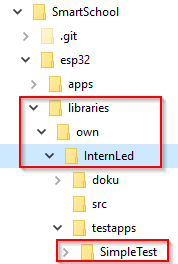 SmartSchool
.git
esp32
apps
libraries
own
InternLed
doku
src
testapps
SimpleTest